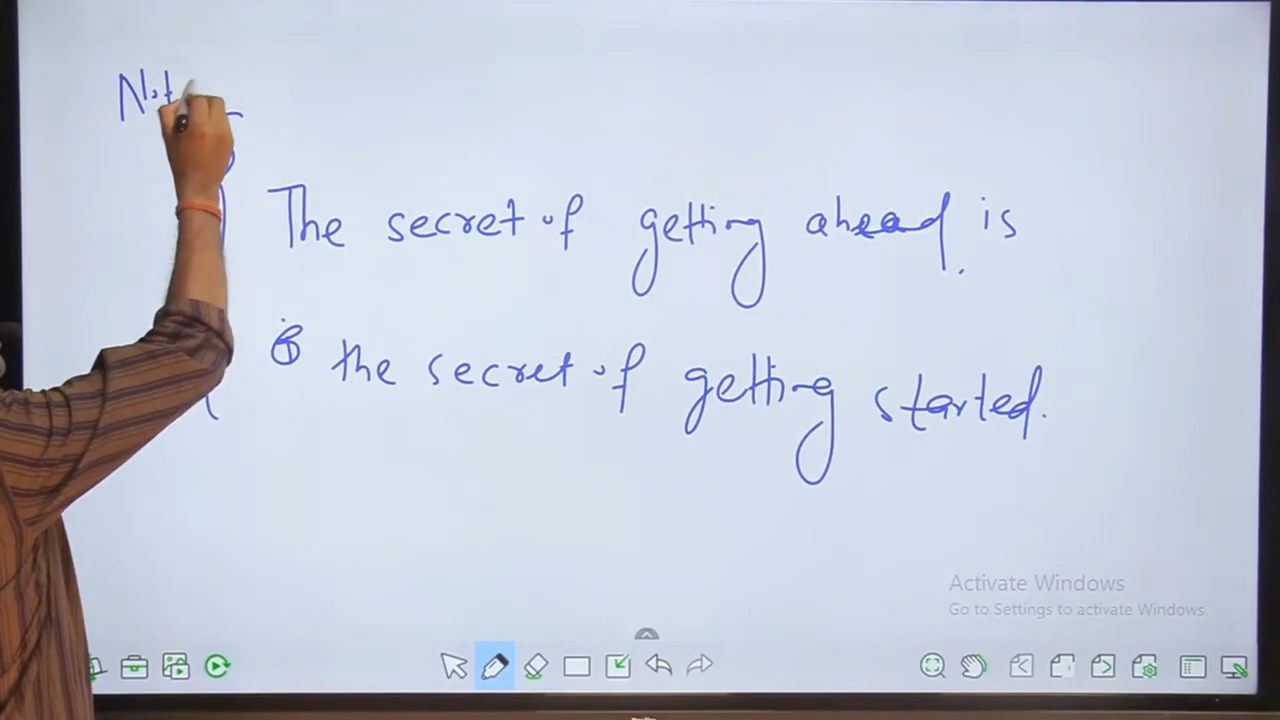 Not
The secret of getting ahead is
the secret of getting started.
Activate Windows
Go to Settings to activate Windows.